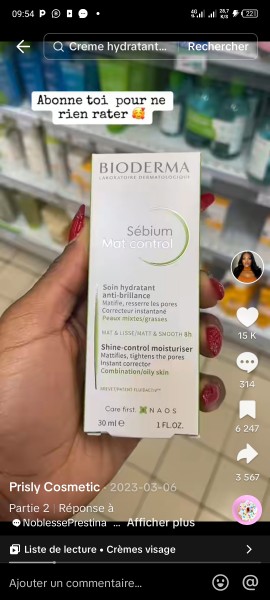 09:54
Creme hydratant...
Rechercher
Abonne toi pour ne
rien rater 🥰
BIODERMA
LABORATOIRE DERMATOLOGIQUE
Sébium
Mat control
Soin hydratant
anti-brillance
Matifie, resserre les pores
Correcteur instantané
Peaux mixtes/grasses
MAT & LISSE/MATT & SMOOTH 8h
Shine-control moisturiser
Mattifies, tightens the pores
Instant corrector
Combination/oily skin
Care first. NAOS
30 ml e 1 FL.OZ.
15 K
314
6 247
3 567
Prisly Cosmetic · 2023-03-06
Partie 2 | Réponse à
NoblessePrestina ... Afficher plus
Liste de lecture • Crèmes visage
Ajouter un commentaire...